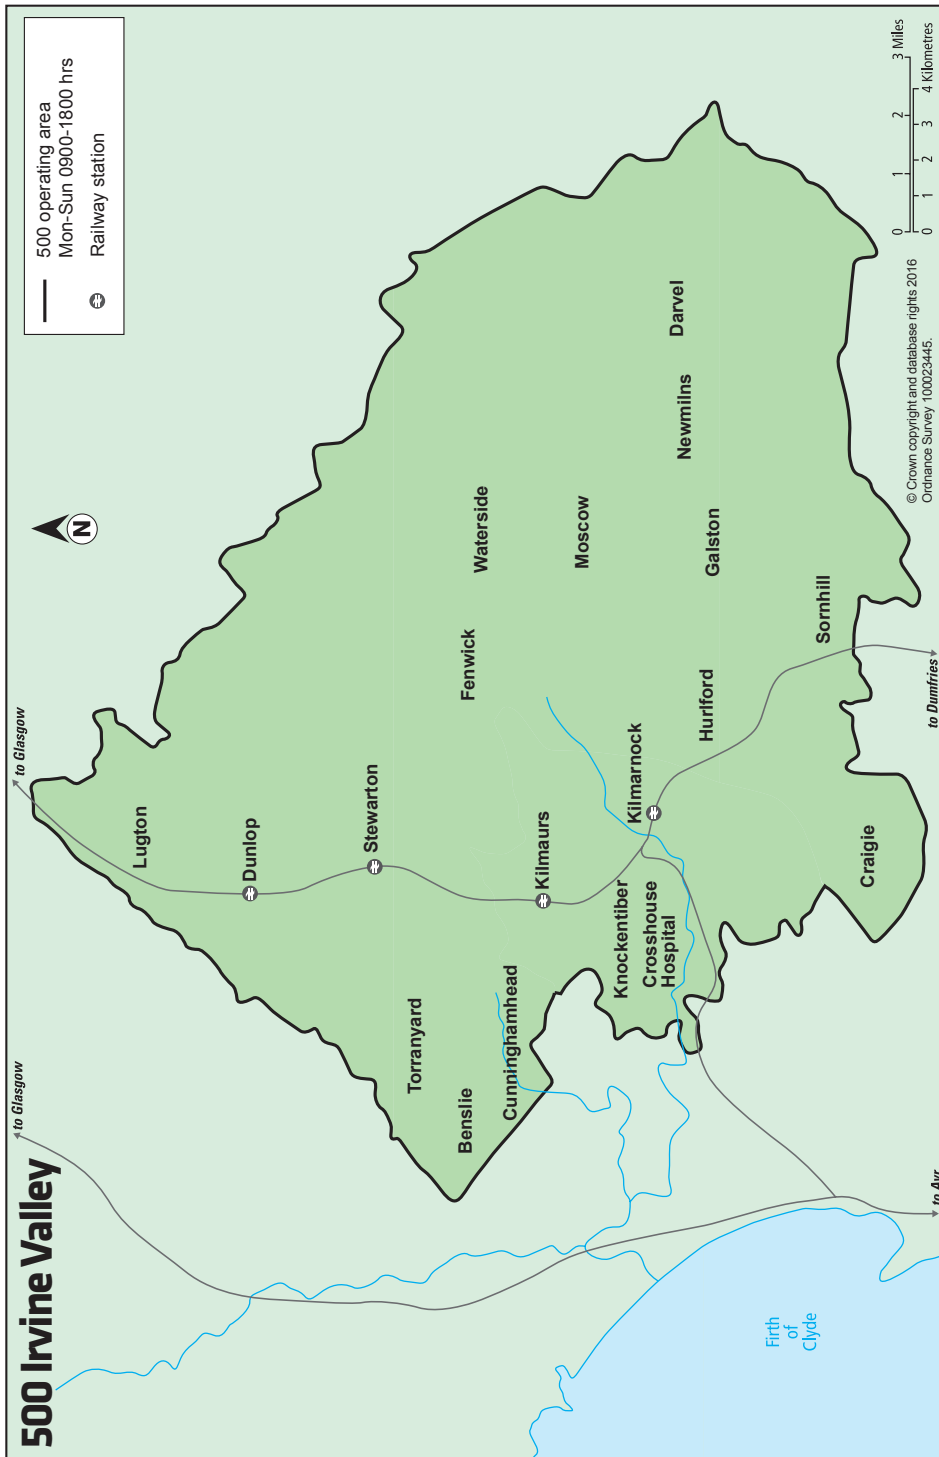 500 Irvine Valley
500 operating area
Mon-Sun 0900-1800 hrs
Railway station
N
to Glasgow
to Glasgow
Lugton
Dunlop
Stewarton
Torranyard
Benslie
Cunninghamhead
Fenwick
Waterside
Kilmaurs
Moscow
Knockentiber
Crosshouse
Hospital
Kilmarnock
Hurlford
Galston
Newmilns
Darvel
Sornhill
Craigie
Firth
of
Clyde
to Ayr
to Dumfries
© Crown copyright and database rights 2016
Ordnance Survey 100023445.
0 1 2 3 Miles
0 1 2 3 4 Kilometres